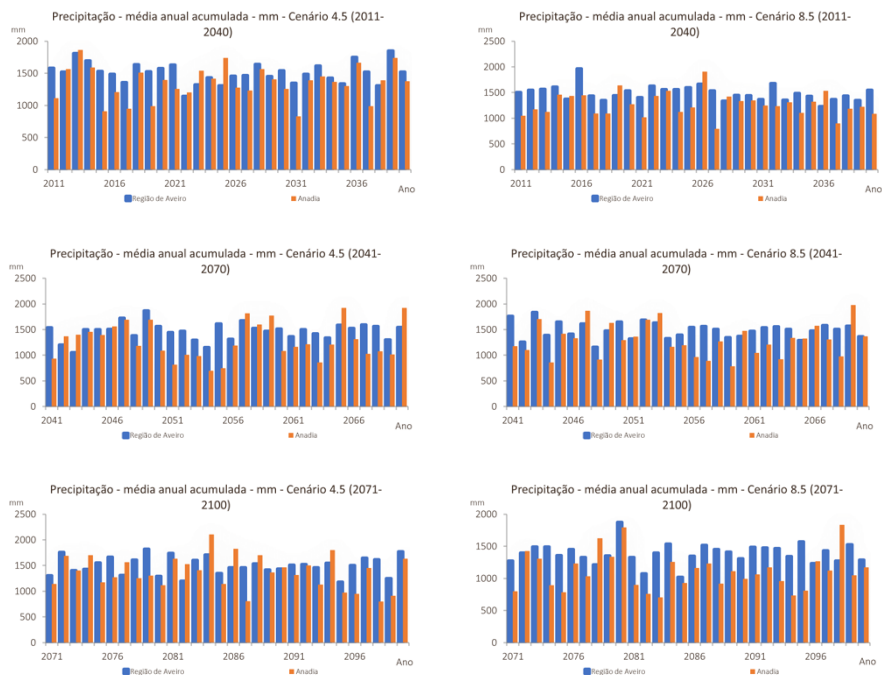 Precipitação - média anual acumulada - mm - Cenário 4.5 (2011-
2040)
mm
2000
1500
1000
500
0
2011 2016 2021 2026 2031 2036 Ano
Região de Aveiro Anadia
Precipitação - média anual acumulada - mm - Cenário 8.5 (2011-
2040)
mm
2500
2000
1500
1000
500
0
2011 2016 2021 2026 2031 2036 Ano
Região de Aveiro Anadia
Precipitação - média anual acumulada - mm - Cenário 4.5 (2041-
2070)
mm
2500
2000
1500
1000
500
0
2041 2046 2051 2056 2061 2066 Ano
Região de Aveiro Anadia
Precipitação - média anual acumulada - mm - Cenário 8.5 (2041-
2070)
mm
2500
2000
1500
1000
500
0
2041 2046 2051 2056 2061 2066 Ano
Região de Aveiro Anadia
Precipitação - média anual acumulada - mm - Cenário 4.5 (2071-
2100)
mm
2500
2000
1500
1000
500
0
2071 2076 2081 2086 2091 2096 Ano
Região de Aveiro Anadia
Precipitação - média anual acumulada - mm - Cenário 8.5 (2071-
2100)
mm
2000
1500
1000
500
0
2071 2076 2081 2086 2091 2096 Ano
Região de Aveiro Anadia